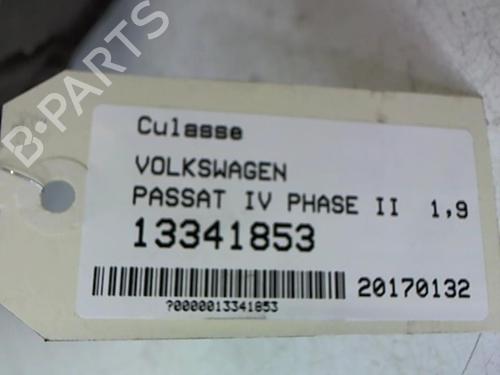 B-PARTS
Culasse
VOLKSWAGEN
PASSAT IV PHASE II 1,9
13341853
20170132
?0000013341853